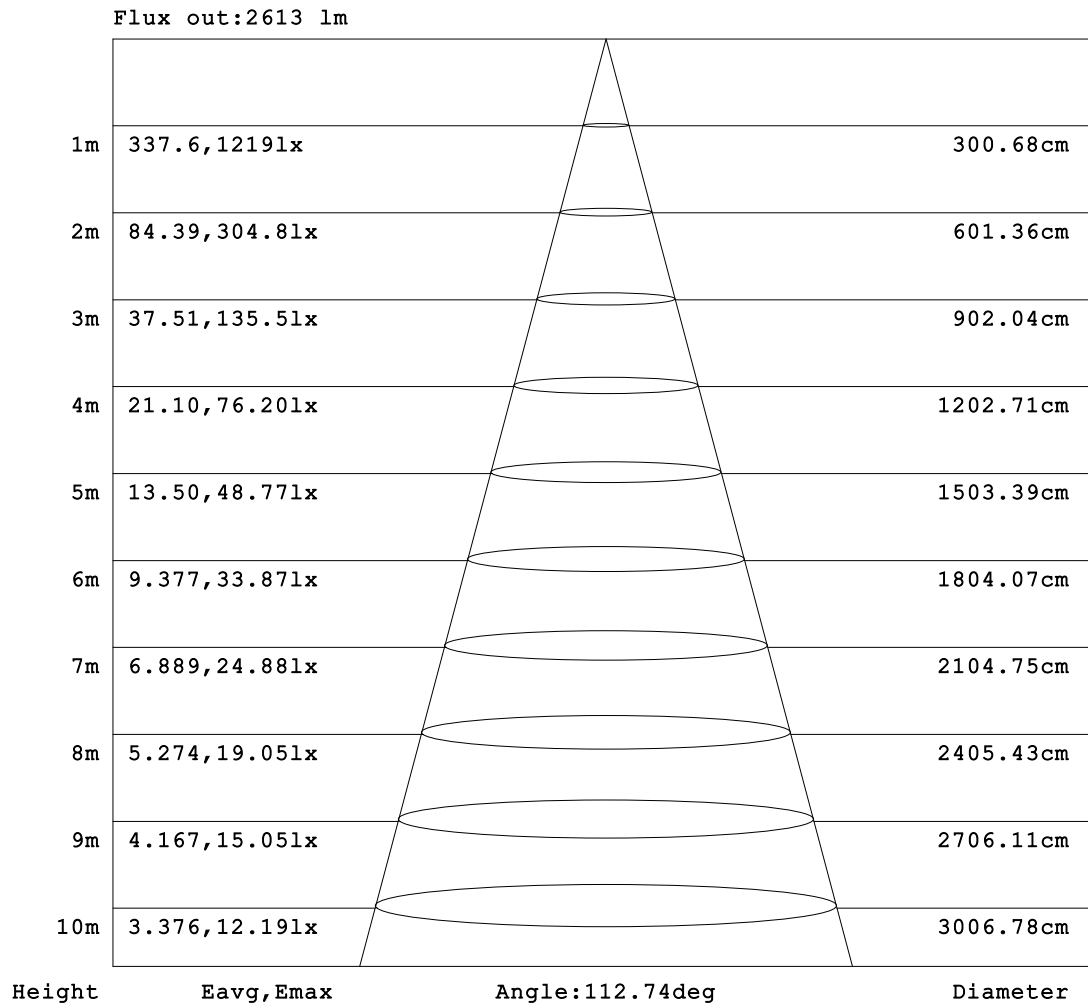 Flux out:2613 lm
1m 337.6,1219lx 300.68cm
2m 84.39,304.8lx 601.36cm
3m 37.51,135.5lx 902.04cm
4m 21.10,76.20lx 1202.71cm
5m 13.50,48.77lx 1503.39cm
6m 9.377,33.87lx 1804.07cm
7m 6.889,24.88lx 2104.75cm
8m 5.274,19.05lx 2405.43cm
9m 4.167,15.05lx 2706.11cm
10m 3.376,12.19lx 3006.78cm
Height Eavg,Emax Angle:112.74deg Diameter